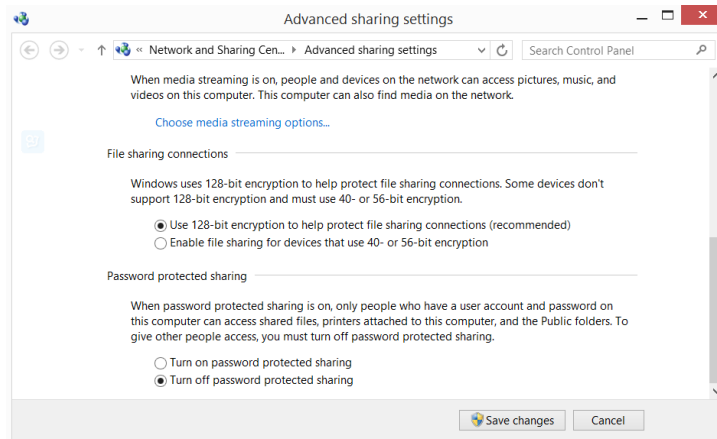 Advanced sharing settings
« Network and Sharing Cen... Advanced sharing settings Search Control Panel
When media streaming is on, people and devices on the network can access pictures, music, and
videos on this computer. This computer can also find media on the network.
Choose media streaming options...
File sharing connections
Windows uses 128-bit encryption to help protect file sharing connections. Some devices don't
support 128-bit encryption and must use 40- or 56-bit encryption.
Use 128-bit encryption to help protect file sharing connections (recommended)
Enable file sharing for devices that use 40- or 56-bit encryption
Password protected sharing
When password protected sharing is on, only people who have a user account and password on
this computer can access shared files, printers attached to this computer, and the Public folders. To
give other people access, you must turn off password protected sharing.
Turn on password protected sharing
Turn off password protected sharing
Save changes Cancel